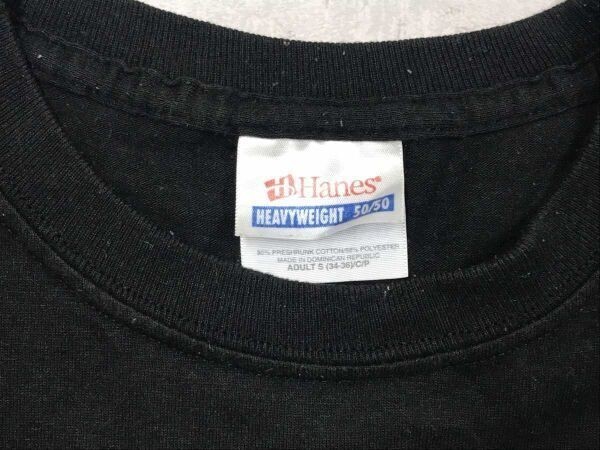 Hanes
HEAVYWEIGHT 50/50
50% PRESHRUNK COTTON/50% POLYESTER
MADE IN DOMINICAN REPUBLIC
ADULT S (34-36)/C/P